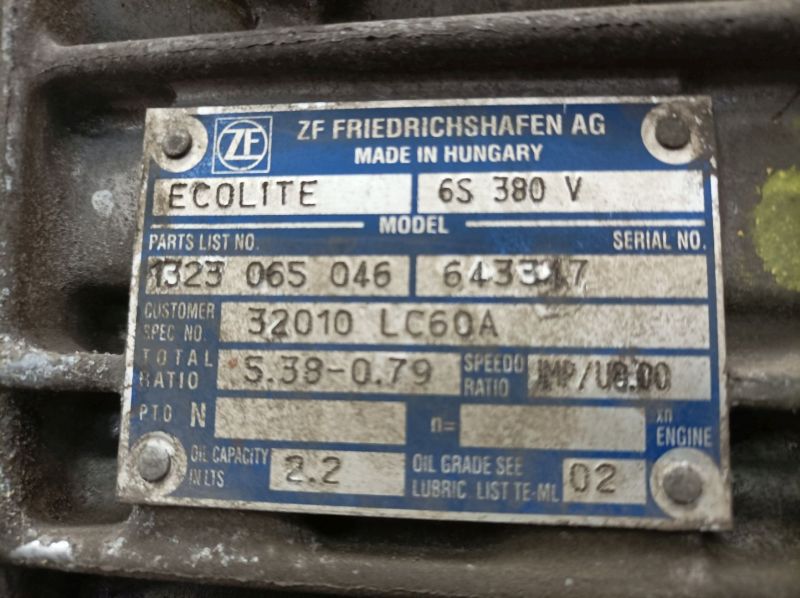 ZF ZF FRIEDRICHSHAFEN AG
MADE IN HUNGARY
ECOLITE 6S 380 V
MODEL
PARTS LIST NO. SERIAL NO.
1323 065 046
CUSTOMER SPEC NO. 32010 LC60A
TOTAL RATIO 5.38-0.79 SPEEDO RATIO
PTO N n= xn ENGINE
OIL CAPACITY IN LTS 2.2 OIL GRADE SEE LUBRIC LIST TE-ML 02